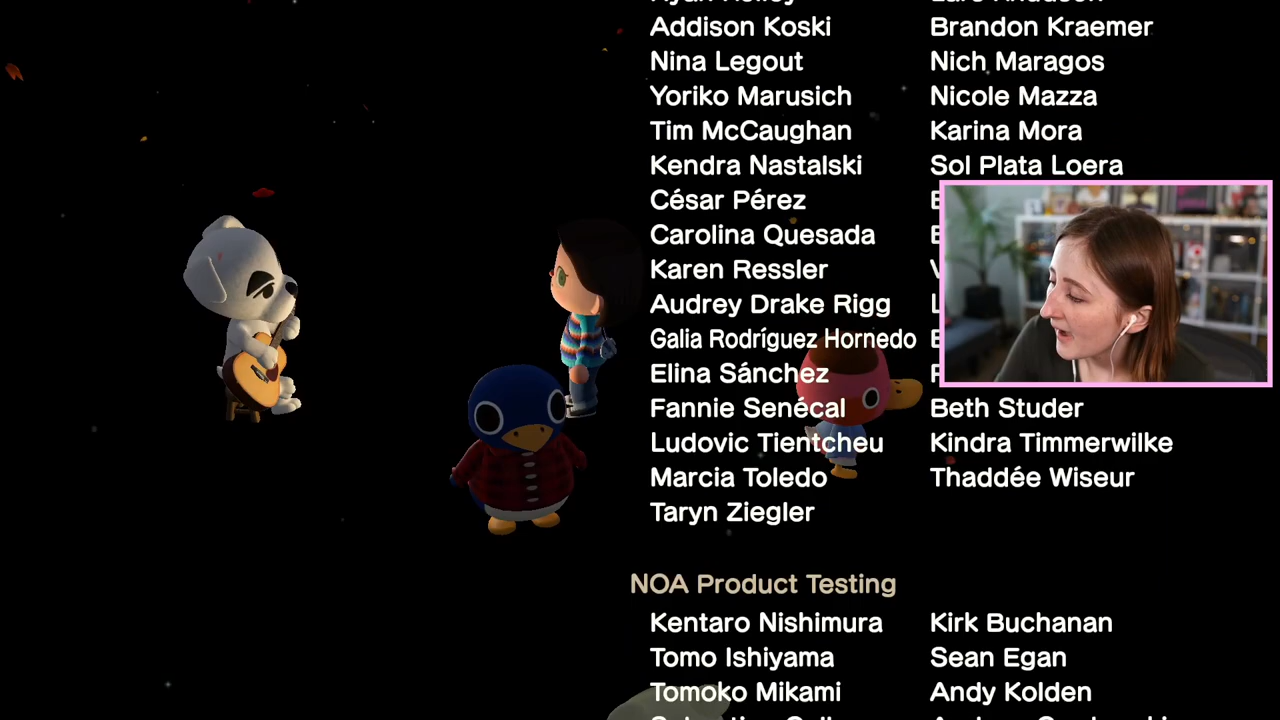 Addison Koski Brandon Kraemer
Nina Legout Nich Maragos
Yoriko Marusich Nicole Mazza
Tim McCaughan Karina Mora
Kendra Nastalski Sol Plata Loera
César Pérez
Carolina Quesada
Karen Ressler
Audrey Drake Rigg
Galia Rodríguez Hornedo
Elina Sánchez
Fannie Senécal Beth Studer
Ludovic Tientcheu Kindra Timmerwilke
Marcia Toledo Thaddée Wiseur
Taryn Ziegler
NOA Product Testing
Kentaro Nishimura Kirk Buchanan
Tomo Ishiyama Sean Egan
Tomoko Mikami Andy Kolden